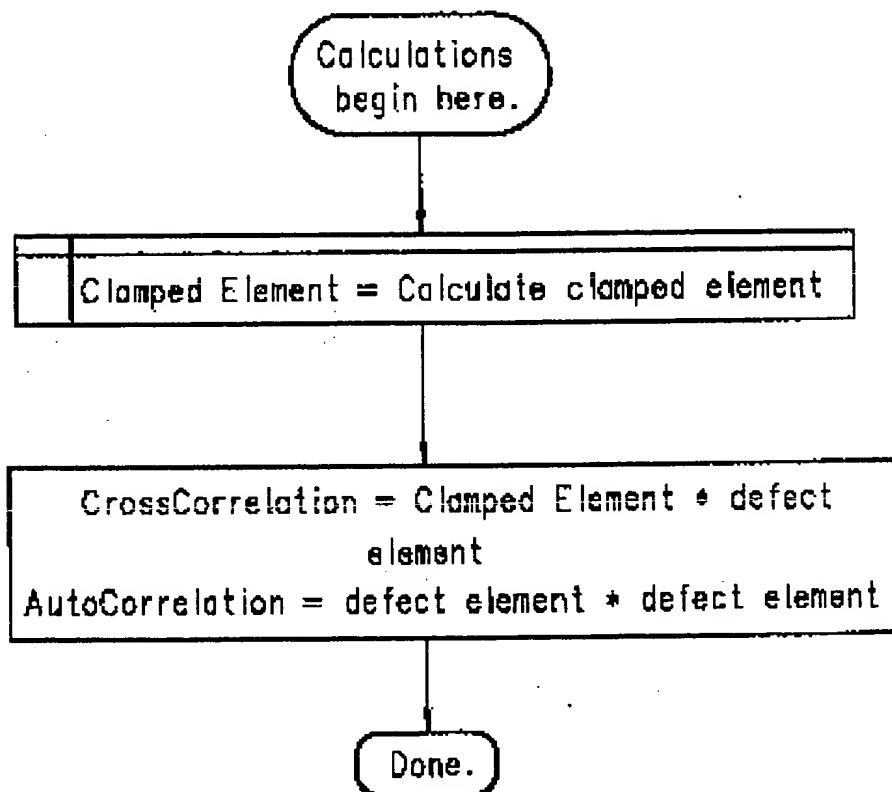 Calculations
begin here.
Clamped Element = Calculate clamped element
CrossCorrelation = Clamped Element * defect
element
AutoCorrelation = defect element * defect element
Done.